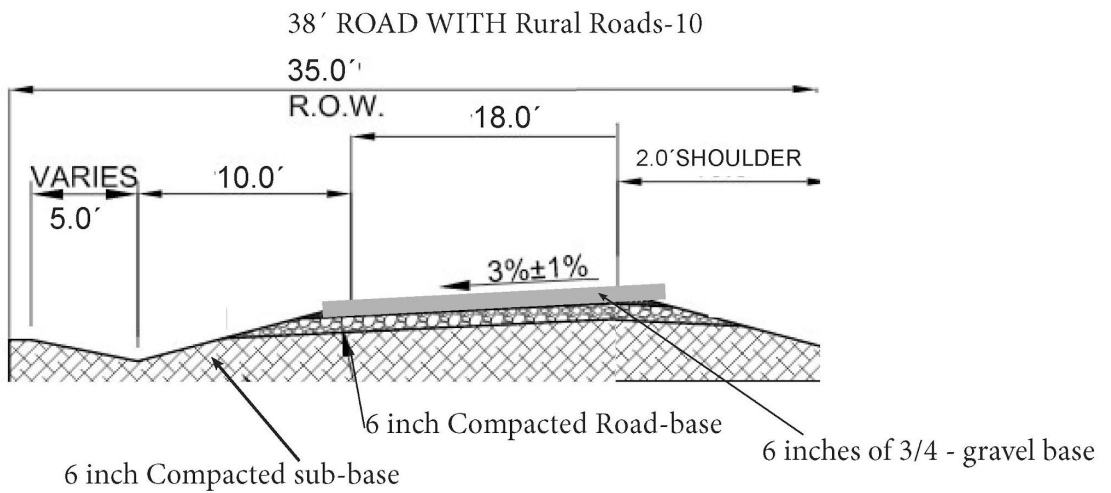 38´ ROAD WITH Rural Roads-10
35.0´
R.O.W.
18.0´
2.0´SHOULDER
VARIES
10.0´
5.0´
3%±1%
6 inch Compacted Road-base
6 inches of 3/4 - gravel base
6 inch Compacted sub-base